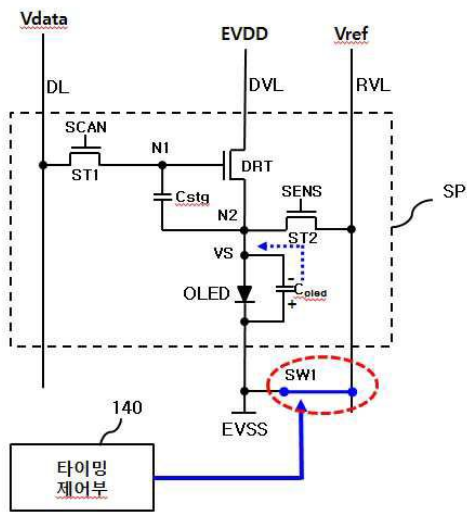 Vdata
EVDD
Vref
DL
DVL
RVL
SCAN
N1
ST1
DRT
SENS
SP
Cstg
N2
ST2
VS
OLED
-
Coled
+
SW1
140
EVSS
타이밍
제어부